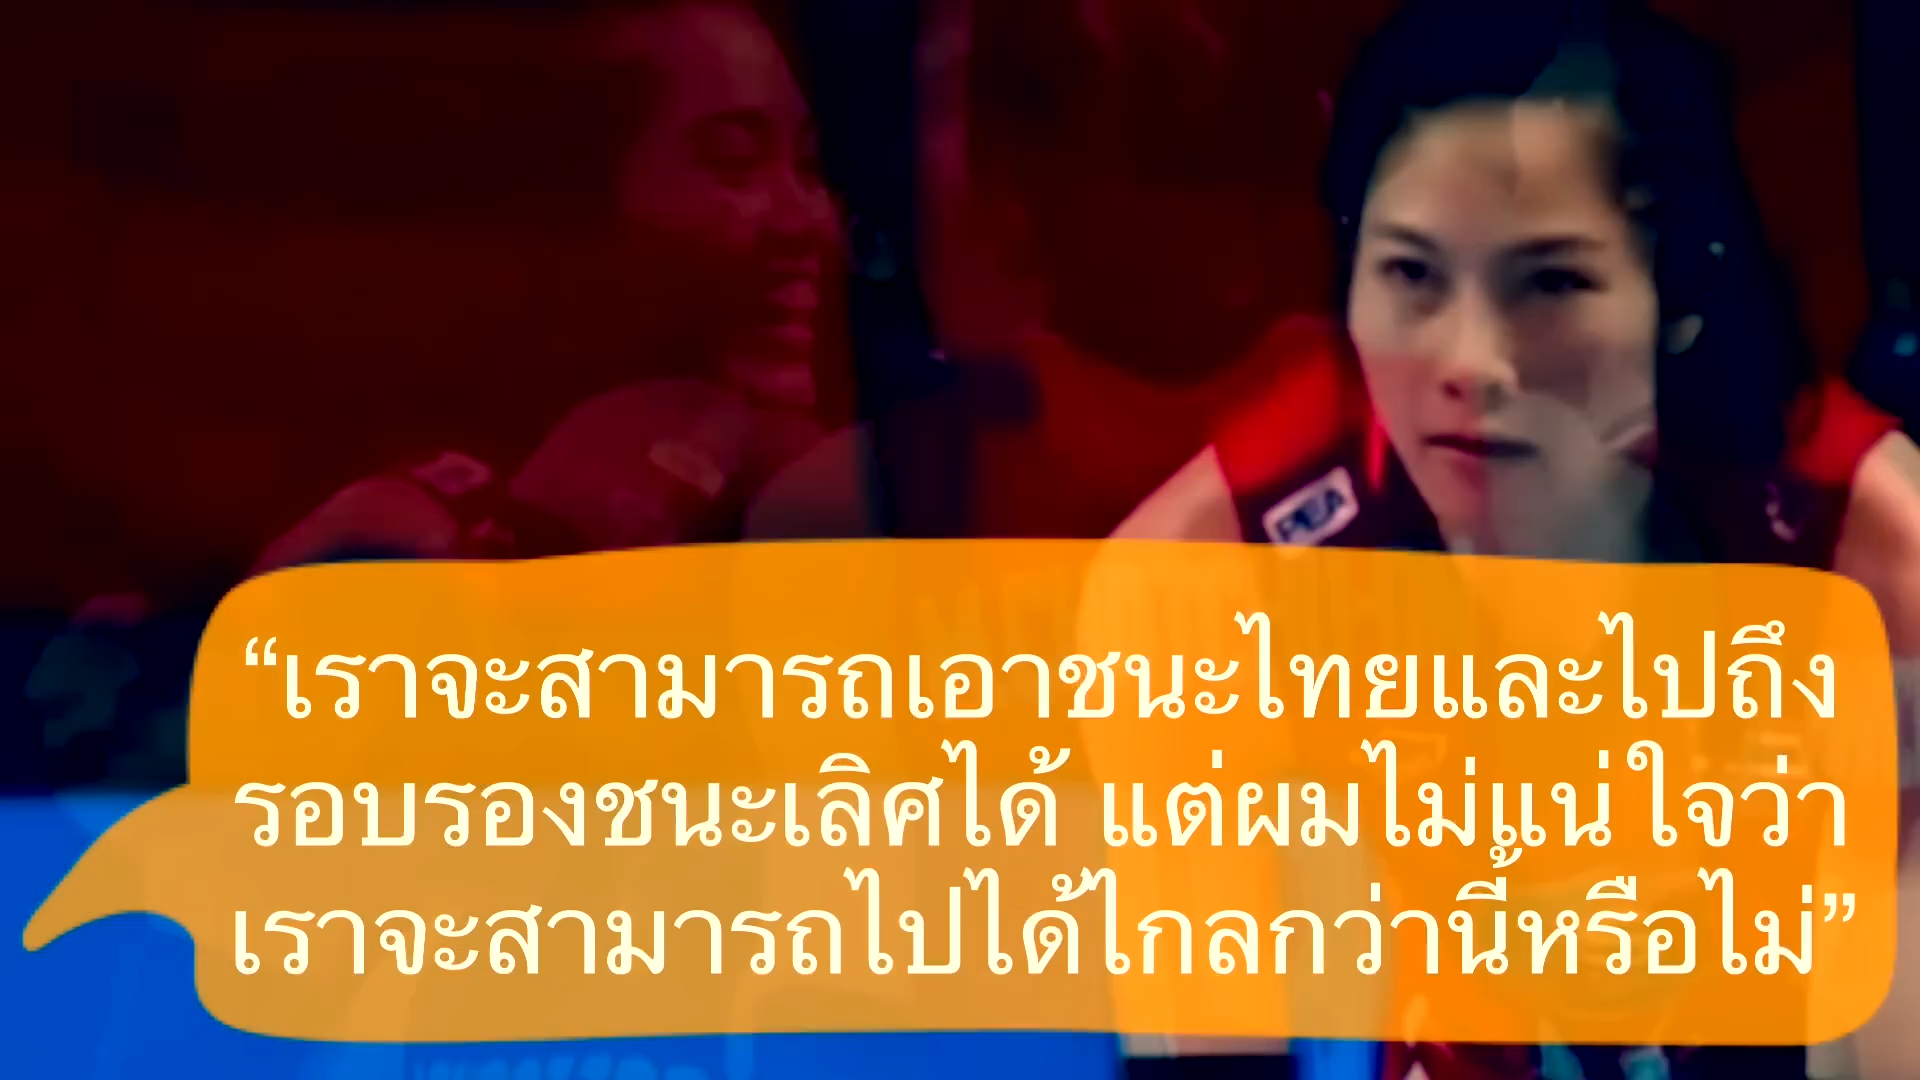 PEA
“เราจะสามารถเอาชนะไทยและไปถึง
รอบรองชนะเลิศได้ แต่ผมไม่แน่ใจว่า
เราจะสามารถไปได้ไกลกว่านี้หรือไม่”